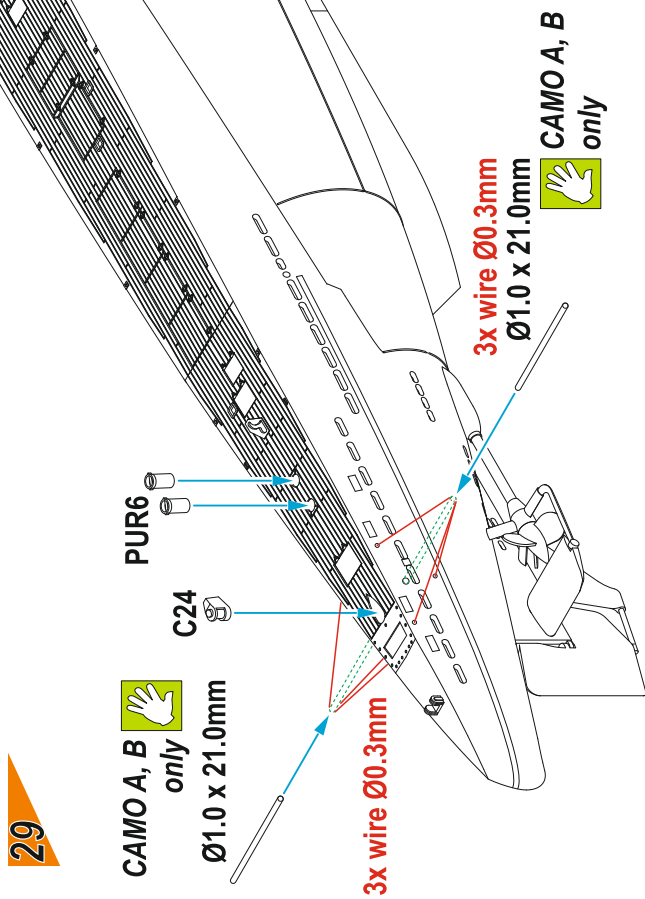 29
CAMO A, B
only
Ø1.0 x 21.0mm
3x wire Ø0.3mm
C24
PUR6
3x wire Ø0.3mm
Ø1.0 x 21.0mm
CAMO A, B
only